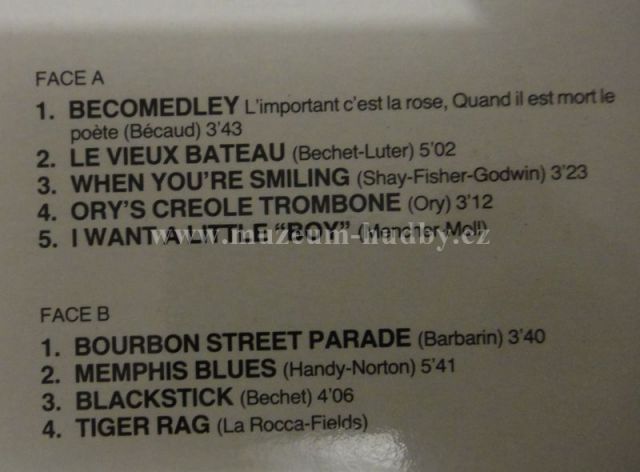 FACE A
1. BECOMEDLEY L'important c'est la rose, Quand il est mort le
poète (Bécaud) 3'43
2. LE VIEUX BATEAU (Bechet-Luter) 5'02
3. WHEN YOU'RE SMILING (Shay-Fisher-Godwin) 3'23
4. ORY'S CREOLE TROMBONE (Ory) 3'12
5. I WANT A LITTLE "BOY" (Mencher-Moll)
www.muzeum-hudby.cz
FACE B
1. BOURBON STREET PARADE (Barbarin) 3'40
2. MEMPHIS BLUES (Handy-Norton) 5'41
3. BLACKSTICK (Bechet) 4'06
4. TIGER RAG (La Rocca-Fields)